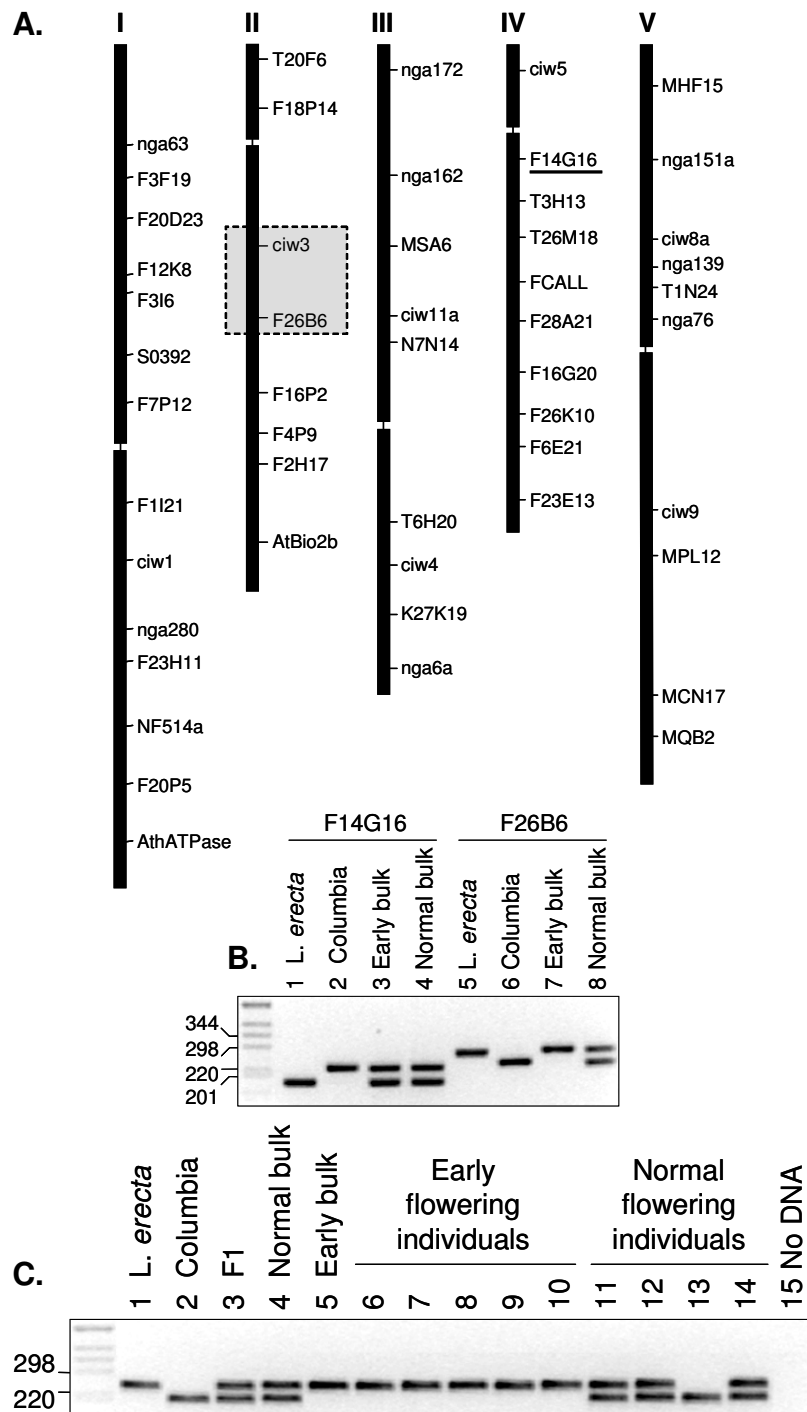 A.
I II III IV V
nga63
F3F19
F20D23
F12K8
F3I6
S0392
F7P12
F1I21
ciw1
nga280
F23H11
NF514a
F20P5
AthATPase
T20F6
F18P14
ciw3
F26B6
F16P2
F4P9
F2H17
AtBio2b
nga172
nga162
MSA6
ciw11a
N7N14
T6H20
ciw4
K27K19
nga6a
ciw5
F14G16
T3H13
T26M18
FCALL
F28A21
F16G20
F26K10
F6E21
F23E13
MHF15
nga151a
ciw8a
nga139
T1N24
nga76
ciw9
MPL12
MCN17
MQB2
B.
F14G16 F26B6
1 L. erecta
2 Columbia
3 Early bulk
4 Normal bulk
5 L. erecta
6 Columbia
7 Early bulk
8 Normal bulk
344
298
220
201
C.
1 L. erecta
2 Columbia
3 F1
4 Normal bulk
5 Early bulk
Early
flowering
individuals
6 7 8 9 10
Normal
flowering
individuals
11 12 13 14
15 No DNA
298
220